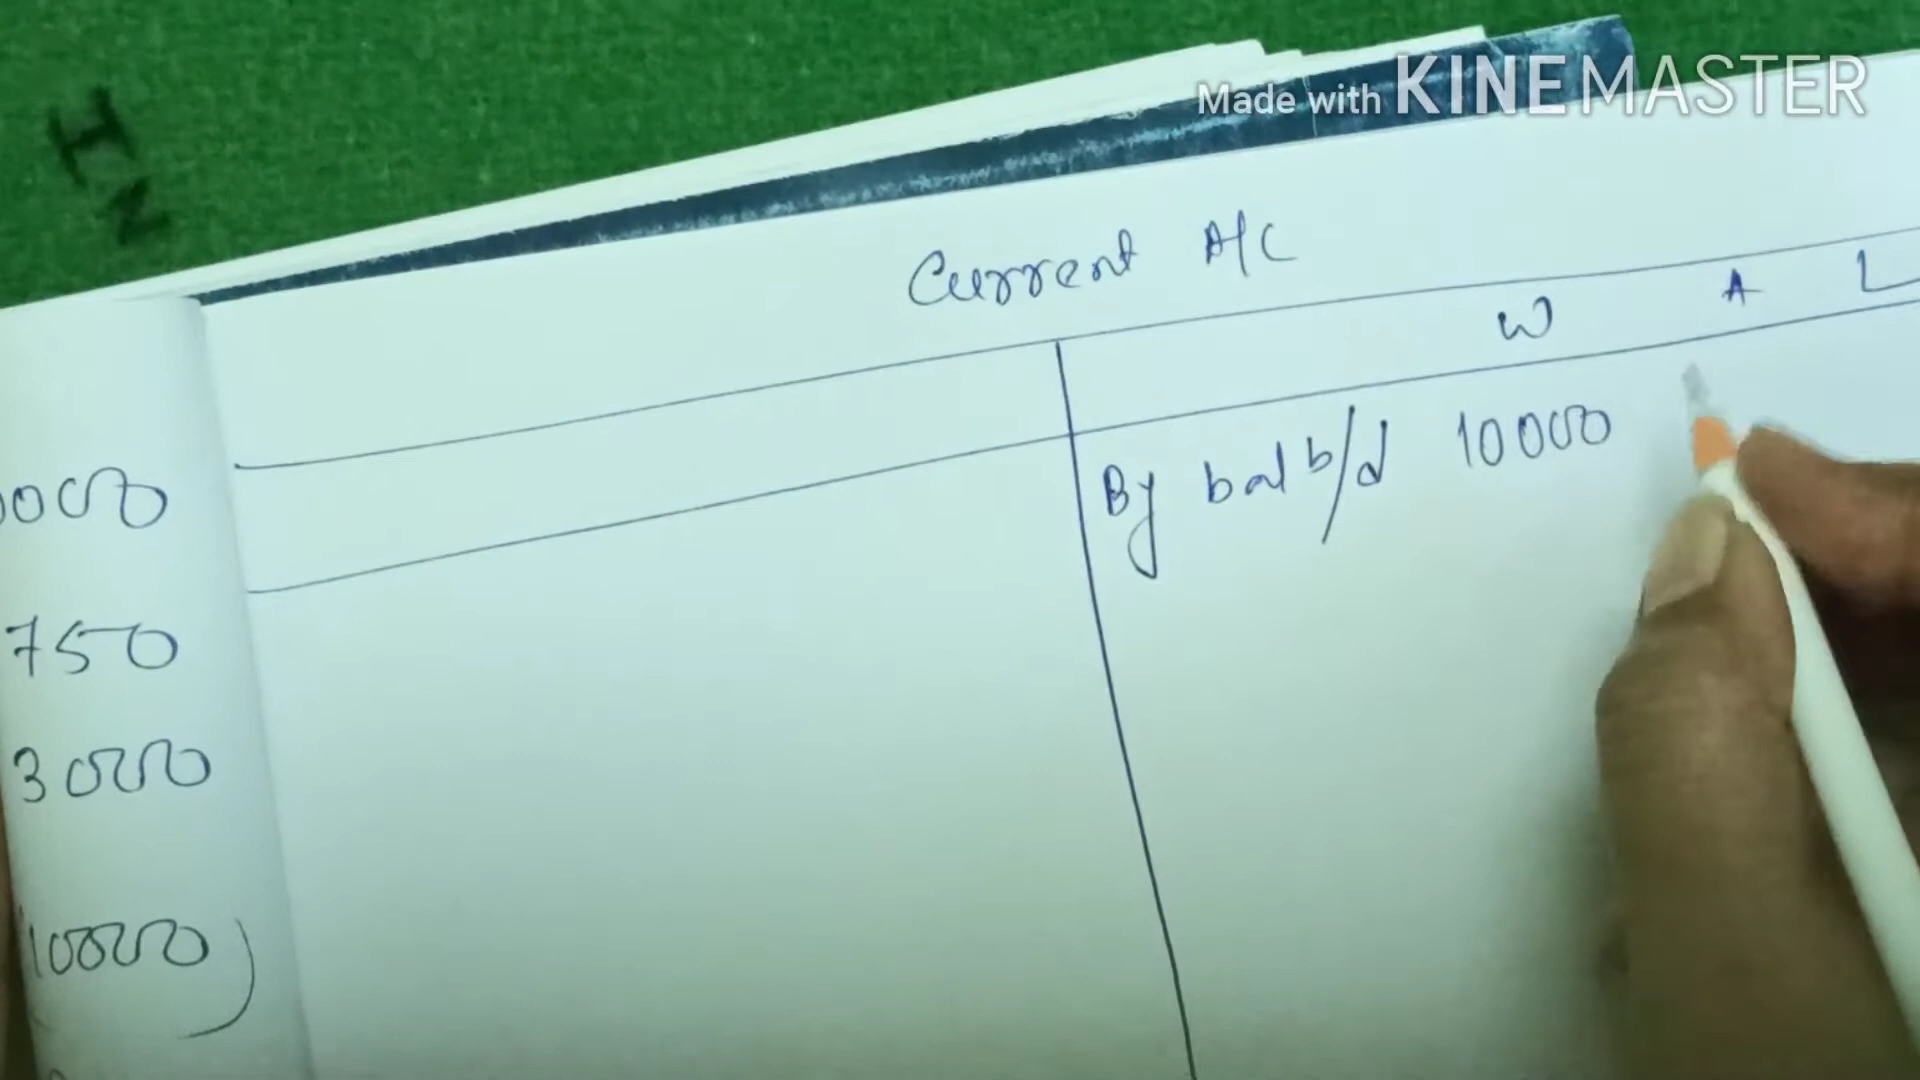 Made with KINEMASTER
H
N
Current A/C
W A L
By bal b/d 10000
000
750
3000
10000)